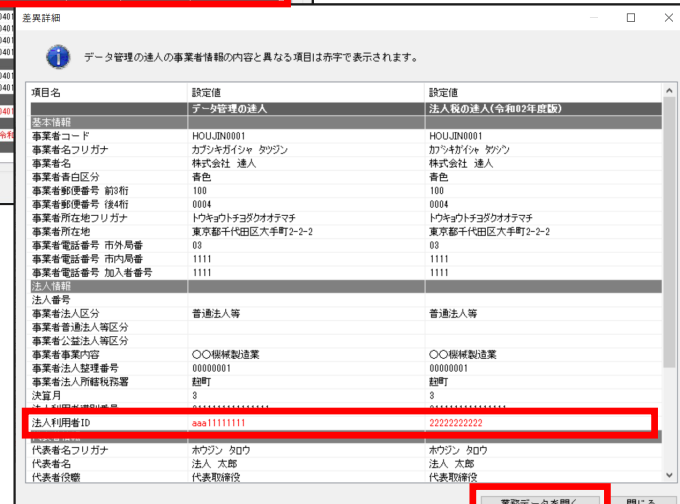 差異詳細
データ管理の達人の事業者情報の内容と異なる項目は赤字で表示されます。
項目名 設定値 設定値
データ管理の達人 法人税の達人(令和02年度版)
基本情報
事業者コード HOUJIN0001 HOUJIN0001
事業者名フリガナ カブシキガイシャ タツジン カブシキガイシャ タツジン
事業者名 株式会社 達人 株式会社 達人
事業者青白区分 青色 青色
事業者郵便番号 前3桁 100 100
事業者郵便番号 後4桁 0004 0004
事業者所在地フリガナ トウキョウトチヨダクオオテマチ トウキョウトチヨダクオオテマチ
事業者所在地 東京都千代田区大手町2-2-2 東京都千代田区大手町2-2-2
事業者電話番号 市外局番 03 03
事業者電話番号 市内局番 1111 1111
事業者電話番号 加入者番号 1111 1111
法人情報
法人番号
事業者法人区分 普通法人等 普通法人等
事業者普通法人等区分
事業者公益法人等区分
事業者事業内容 〇〇機械製造業 〇〇機械製造業
事業者法人整理番号 00000001 00000001
事業者法人所轄税務署 麹町 麹町
決算月 3 3
法人利用者ID aaa11111111 22222222222
代表者名フリガナ ホウジン タロウ ホウジン タロウ
代表者名 法人 太郎 法人 太郎
代表者役職 代表取締役 代表取締役
業務データを開く 閉じる